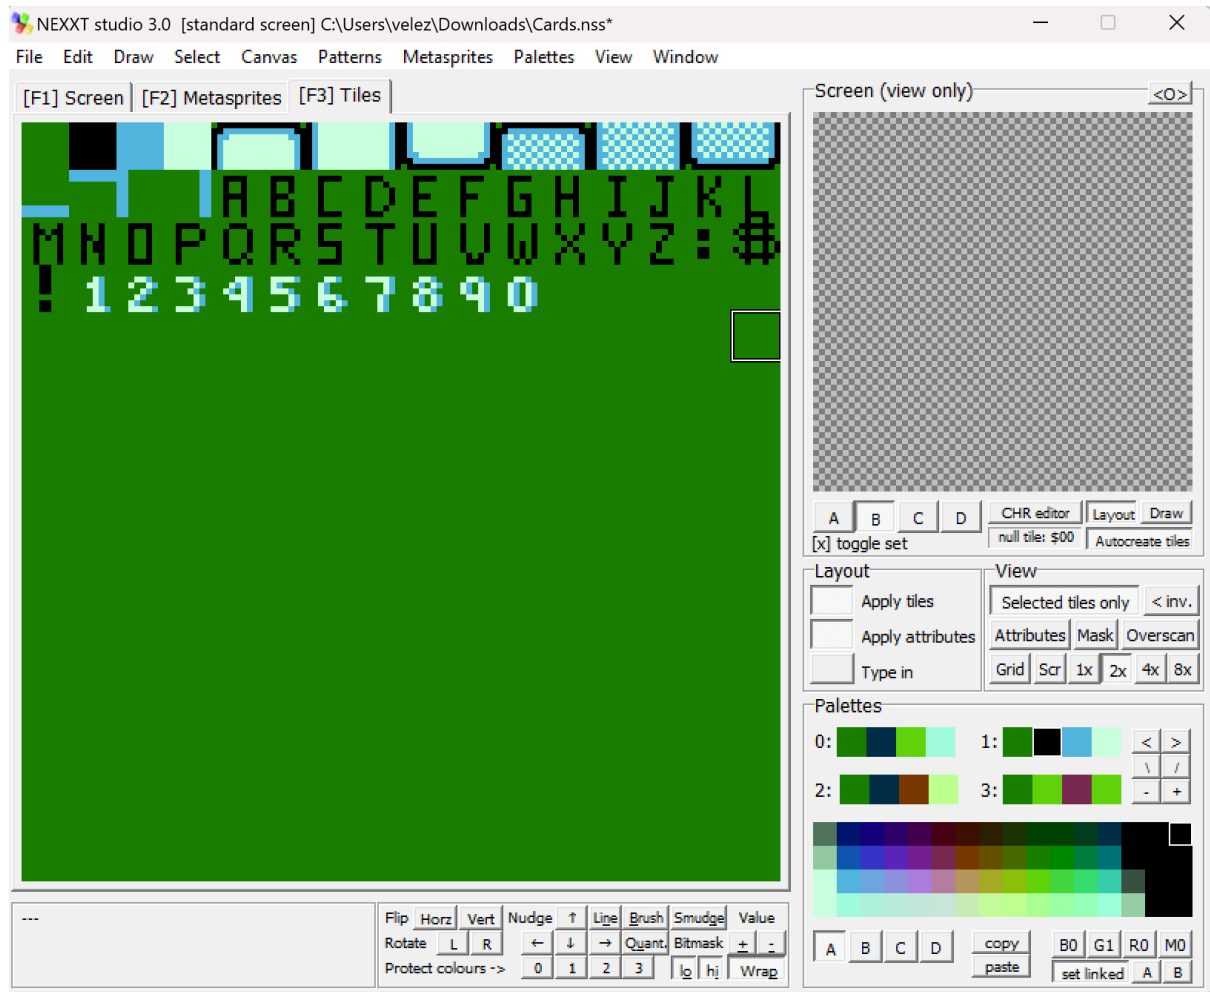 NEXXT studio 3.0 [standard screen] C:\Users\velez\Downloads\Cards.nss*
File Edit Draw Select Canvas Patterns Metasprites Palettes View Window
[F1] Screen [F2] Metasprites [F3] Tiles
ABCDEFGHIJKL
MNOPQRSTUVWXYZ:#
! 1234567890
Screen (view only) <O>
A B C D
[x] toggle set
CHR editor Layout Draw
null tile: $00 Autocreate tiles
Layout
Apply tiles
Apply attributes
Type in
View
Selected tiles only < inv.
Attributes Mask Overscan
Grid Scr 1x 2x 4x 8x
Palettes
0: 1: < >
\ /
2: 3: - +
A B C D copy paste B0 G1 R0 M0
set linked A B
---
Flip Horz Vert Nudge ↑ Line Brush Smudge Value
Rotate L R ← ↓ → Quant. Bitmask + -
Protect colours -> 0 1 2 3 lo hi Wrap